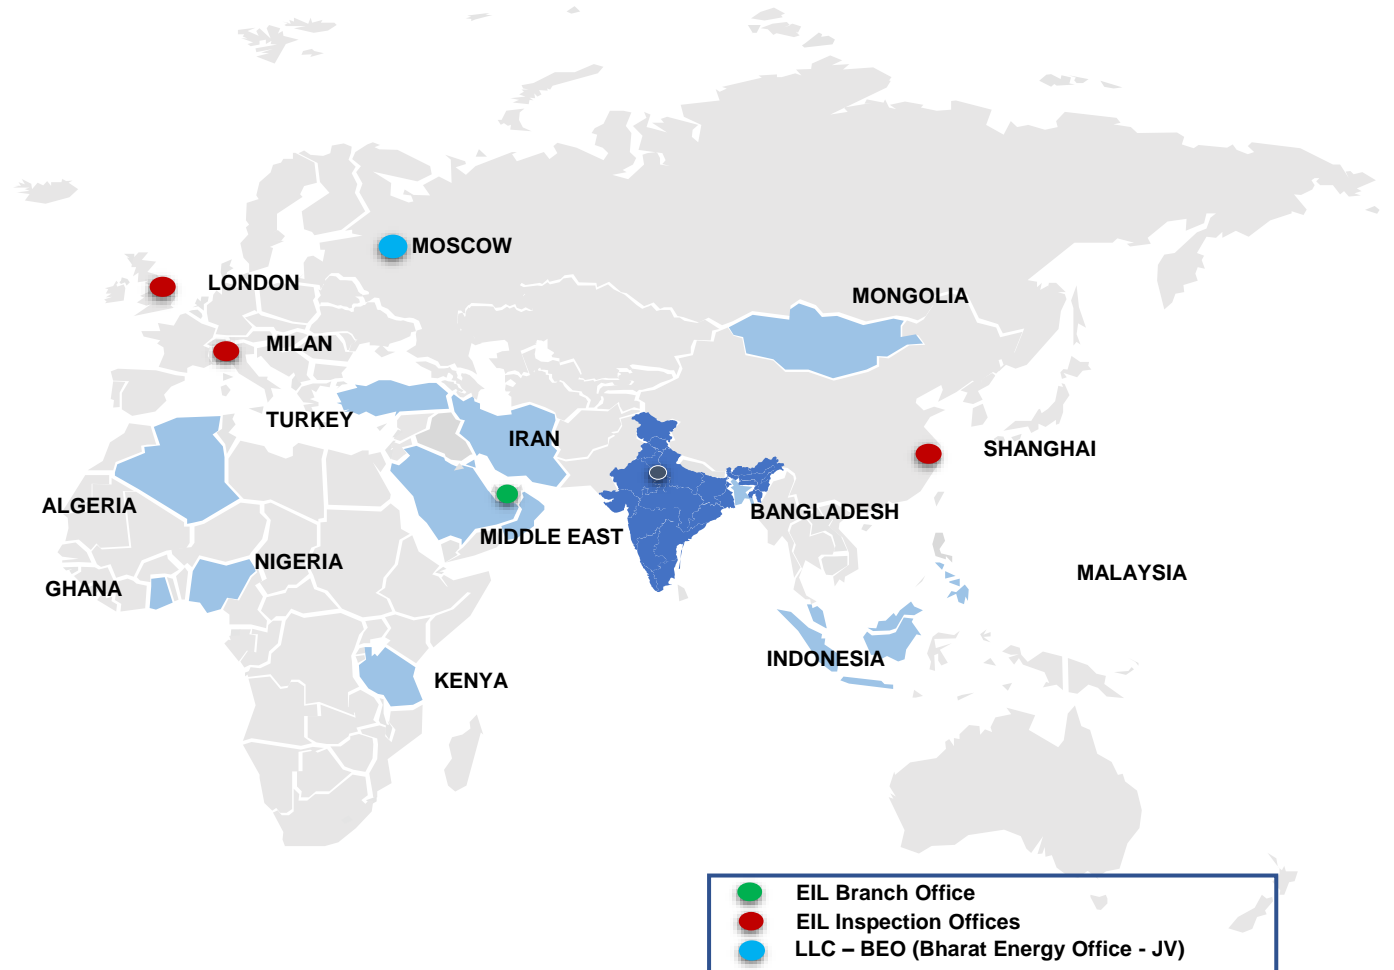 MOSCOW
LONDON
MONGOLIA
MILAN
TURKEY
IRAN
SHANGHAI
ALGERIA
BANGLADESH
MIDDLE EAST
NIGERIA
MALAYSIA
GHANA
INDONESIA
KENYA
EIL Branch Office
EIL Inspection Offices
LLC – BEO (Bharat Energy Office - JV)